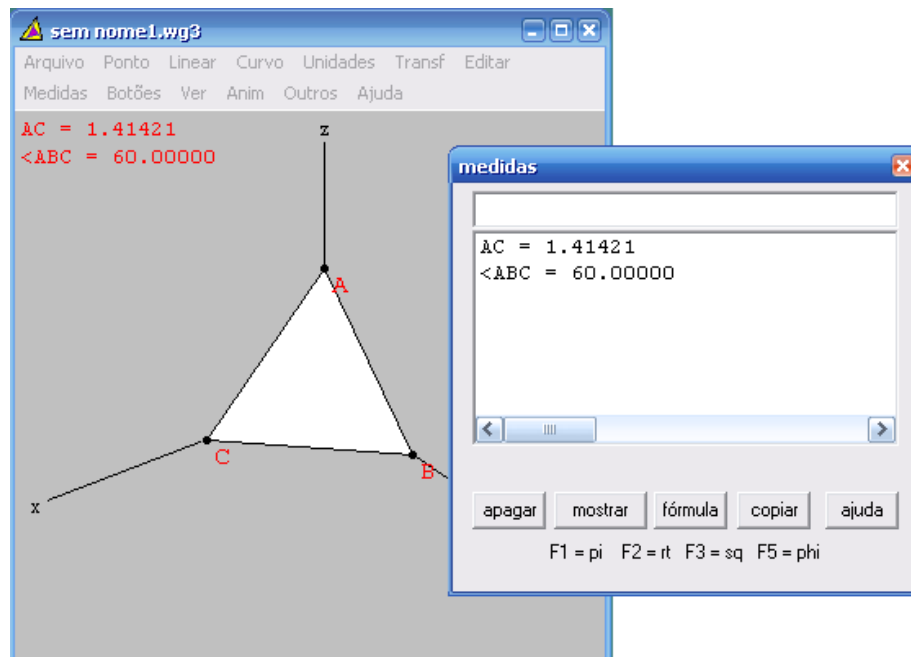 sem nome1.wg3
Arquivo Ponto Linear Curvo Unidades Transf Editar
Medidas Botões Ver Anim Outros Ajuda
AC = 1.41421
<ABC = 60.00000
z
A
C
B
x
medidas
AC = 1.41421
<ABC = 60.00000
apagar mostrar fórmula copiar ajuda
F1 = pi F2 = rt F3 = sq F5 = phi